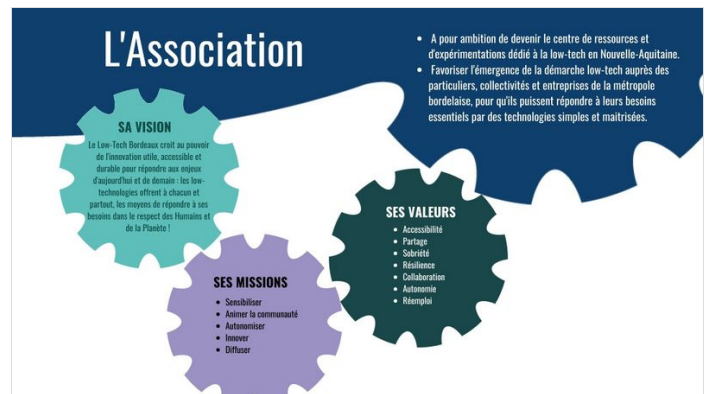 L'Association
A pour ambition de devenir le centre de ressources et
d'expérimentations dédié à la low-tech en Nouvelle-Aquitaine.
Favoriser l'émergence de la démarche low-tech auprès des
particuliers, collectivités et entreprises de la métropole
bordelaise, pour qu'ils puissent répondre à leurs besoins
essentiels par des technologies simples et maitrisées.
SA VISION
Le Low-Tech Bordeaux croit au pouvoir
de l'innovation utile, accessible et
durable pour répondre aux enjeux
d'aujourd'hui et de demain : les low-
technologies offrent à chacun et
partout, les moyens de répondre à ses
besoins dans le respect des Humains et
de la Planète !
SES VALEURS
Accessibilité
Partage
Sobriété
Résilience
Collaboration
Autonomie
Réemploi
SES MISSIONS
Sensibiliser
Animer la communauté
Autonomiser
Innover
Diffuser